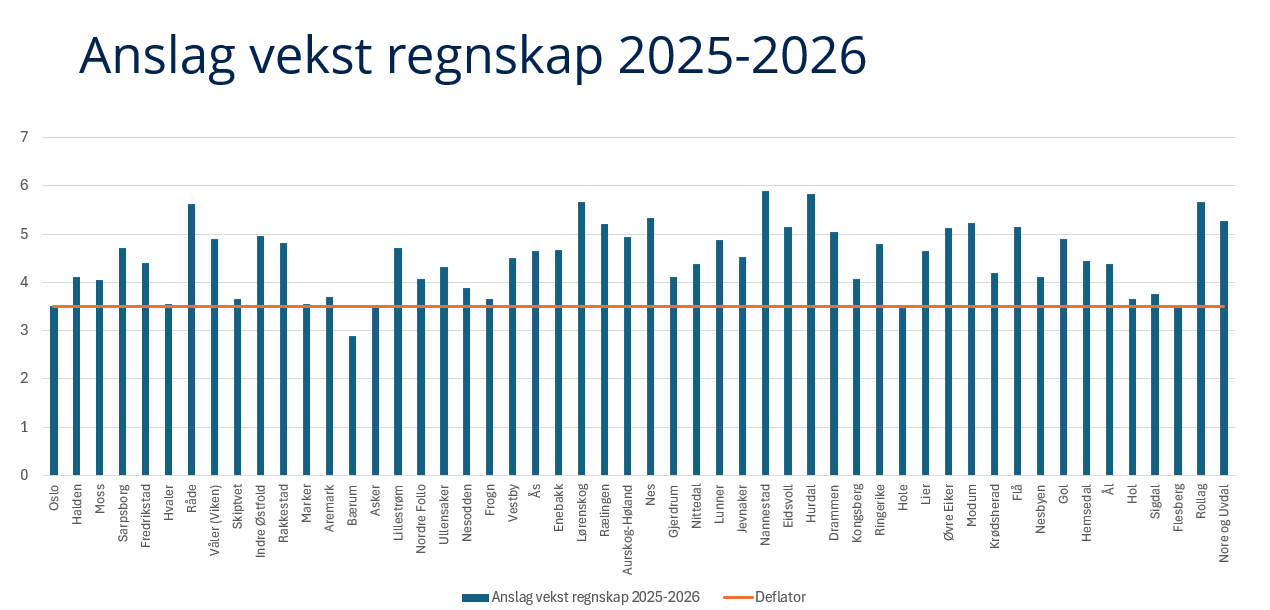 Anslag vekst regnskap 2025-2026
7
6
5
4
3
2
1
0
Oslo
Halden
Moss
Sarpsborg
Fredrikstad
Hvaler
Råde
Våler (Viken)
Skiptvet
Indre Østfold
Rakkestad
Marker
Aremark
Bærum
Asker
Lillestrøm
Nordre Follo
Ullensaker
Nesodden
Frogn
Vestby
Ås
Enebakk
Lørenskog
Rælingen
Aurskog-Høland
Nes
Gjerdrum
Nittedal
Lunner
Jevnaker
Nannestad
Eidsvoll
Hurdal
Drammen
Kongsberg
Ringerike
Hole
Lier
Øvre Eiker
Modum
Krødsherad
Flå
Nesbyen
Gol
Hemsedal
Ål
Hol
Sigdal
Flesberg
Rollag
Nore og Uvdal
Anslag vekst regnskap 2025-2026
Deflator